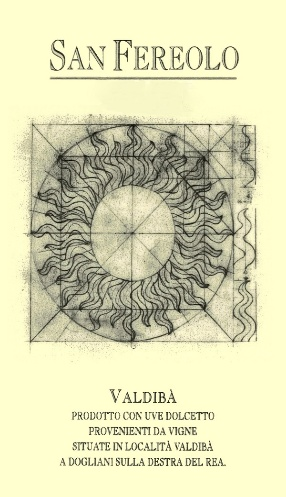 SAN FEREOLO
VALDIBÀ
PRODOTTO CON UVE DOLCETTO
PROVENIENTI DA VIGNE
SITUATE IN LOCALITÀ VALDIBÀ
A DOGLIANI SULLA DESTRA DEL REA.